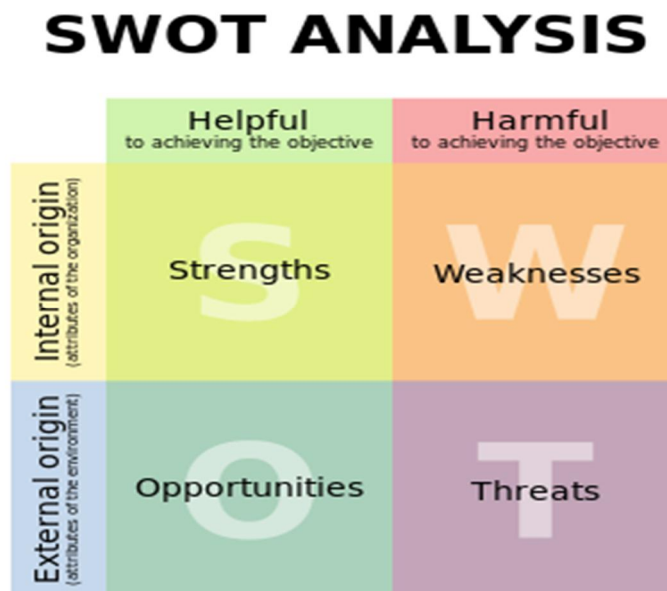 SWOT ANALYSIS
Helpful
to achieving the objective
Harmful
to achieving the objective
Internal origin
(attributes of the organization)
S
Strengths
W
Weaknesses
External origin
(attributes of the environment)
O
Opportunities
T
Threats